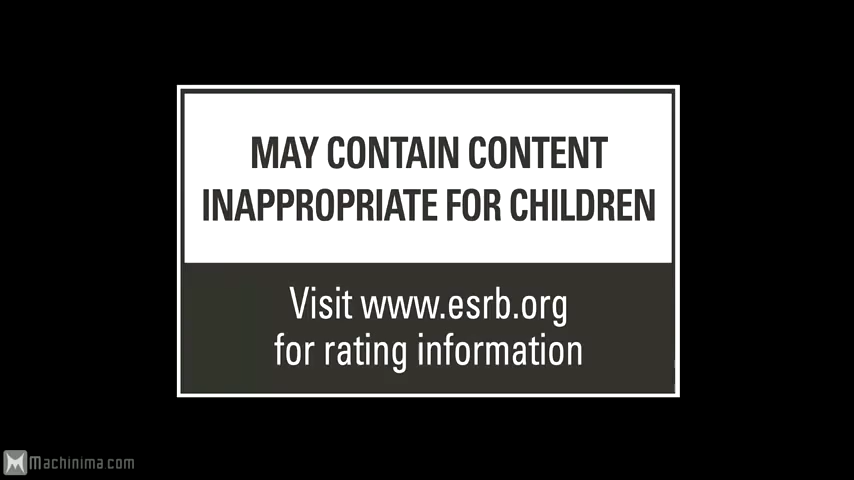 MAY CONTAIN CONTENT
INAPPROPRIATE FOR CHILDREN
Visit www.esrb.org
for rating information
Machinima.com